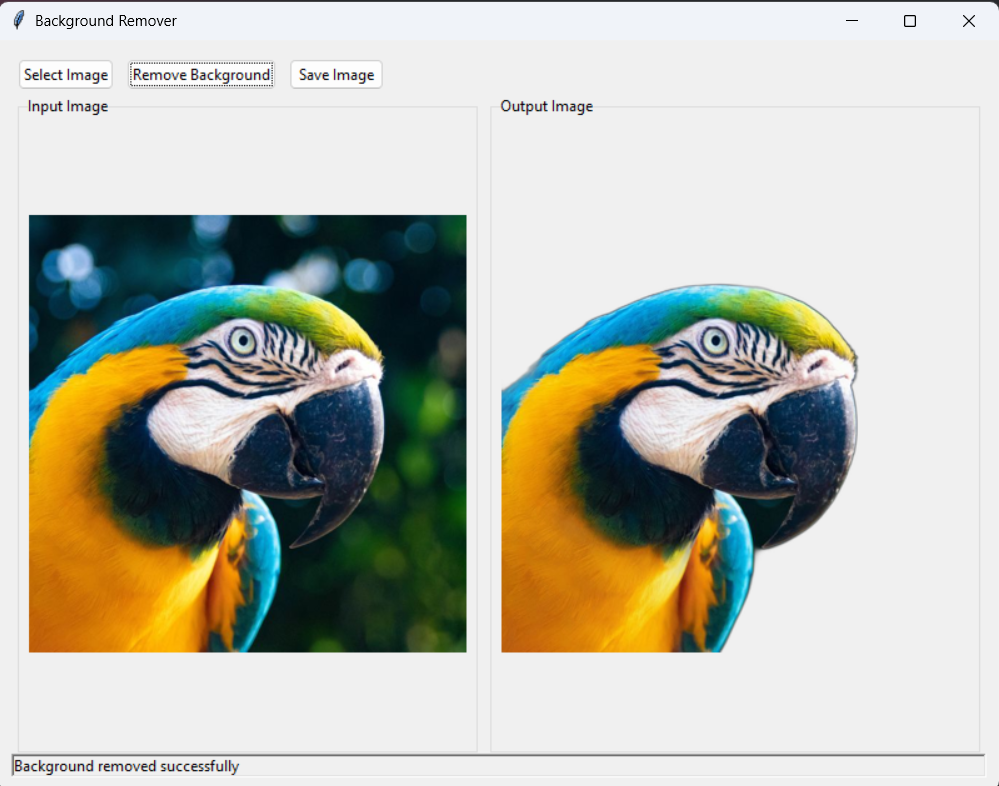 Background Remover
Select Image Remove Background Save Image
Input Image Output Image
Background removed successfully